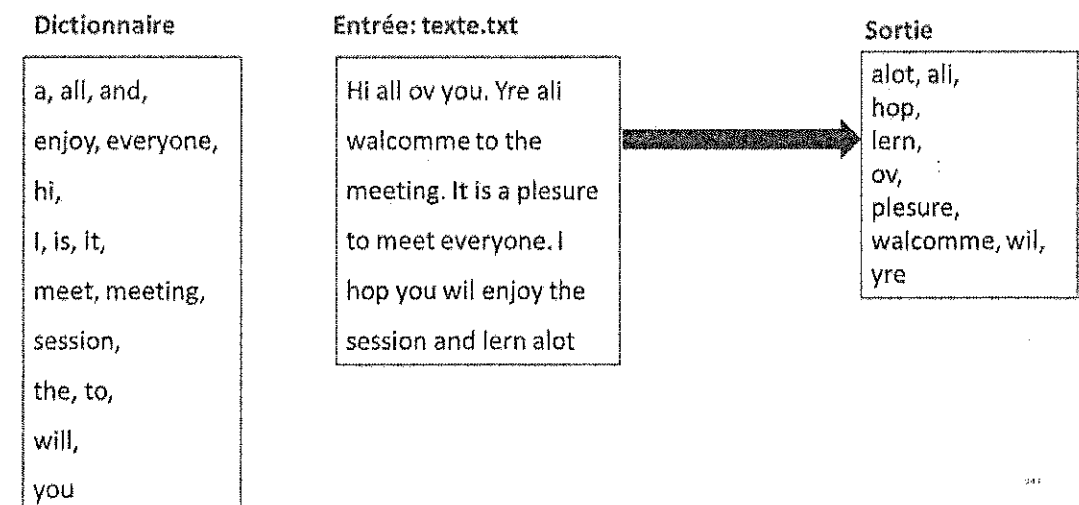 Dictionnaire
a, all, and,
enjoy, everyone,
hi,
I, is, it,
meet, meeting,
session,
the, to,
will,
you
Entrée: texte.txt
Hi all ov you. Yre ali
walcomme to the
meeting. It is a plesure
to meet everyone. I
hop you wil enjoy the
session and lern alot
Sortie
alot, ali,
hop,
lern,
ov,
plesure,
walcomme, wil,
yre